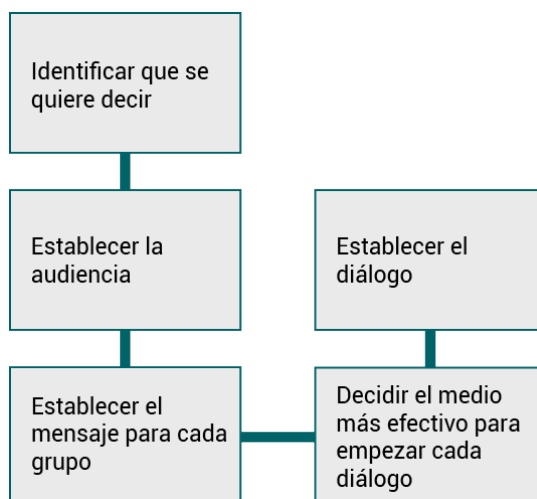 Identificar que se
quiere decir
Establecer la
audiencia
Establecer el
mensaje para cada
grupo
Decidir el medio
más efectivo para
empezar cada
diálogo
Establecer el
diálogo